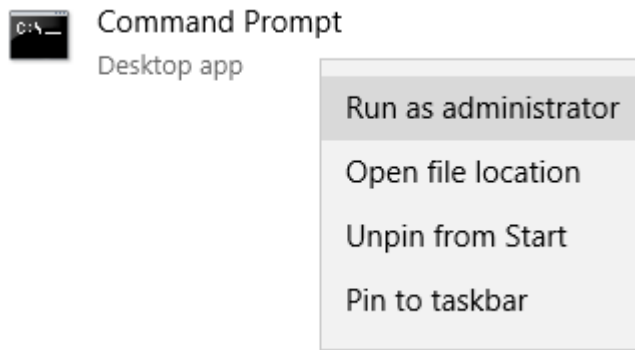 C:\_
Command Prompt
Desktop app
Run as administrator
Open file location
Unpin from Start
Pin to taskbar